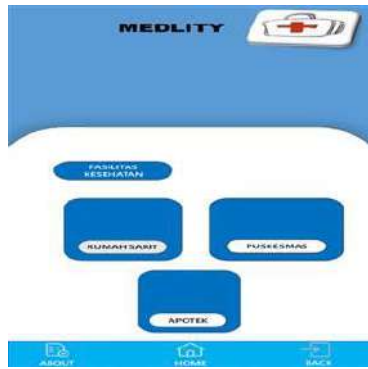 MEDLITY
FASILITAS
KESEHATAN
RUMAH SAKIT
PUSKESMAS
APOTEK
ABOUT
HOME
BACK